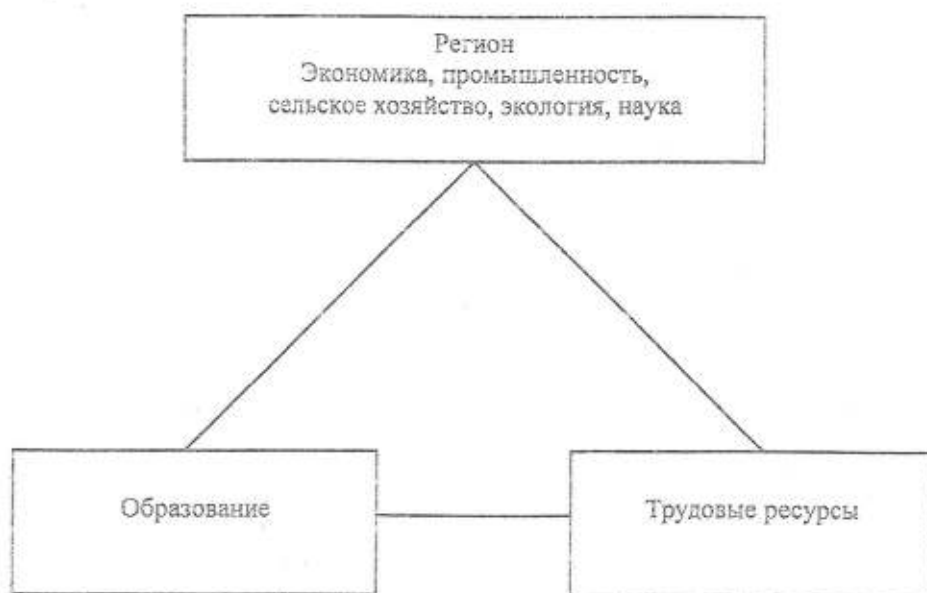 Регион
Экономика, промышленность,
сельское хозяйство, экология, наука
Образование
Трудовые ресурсы